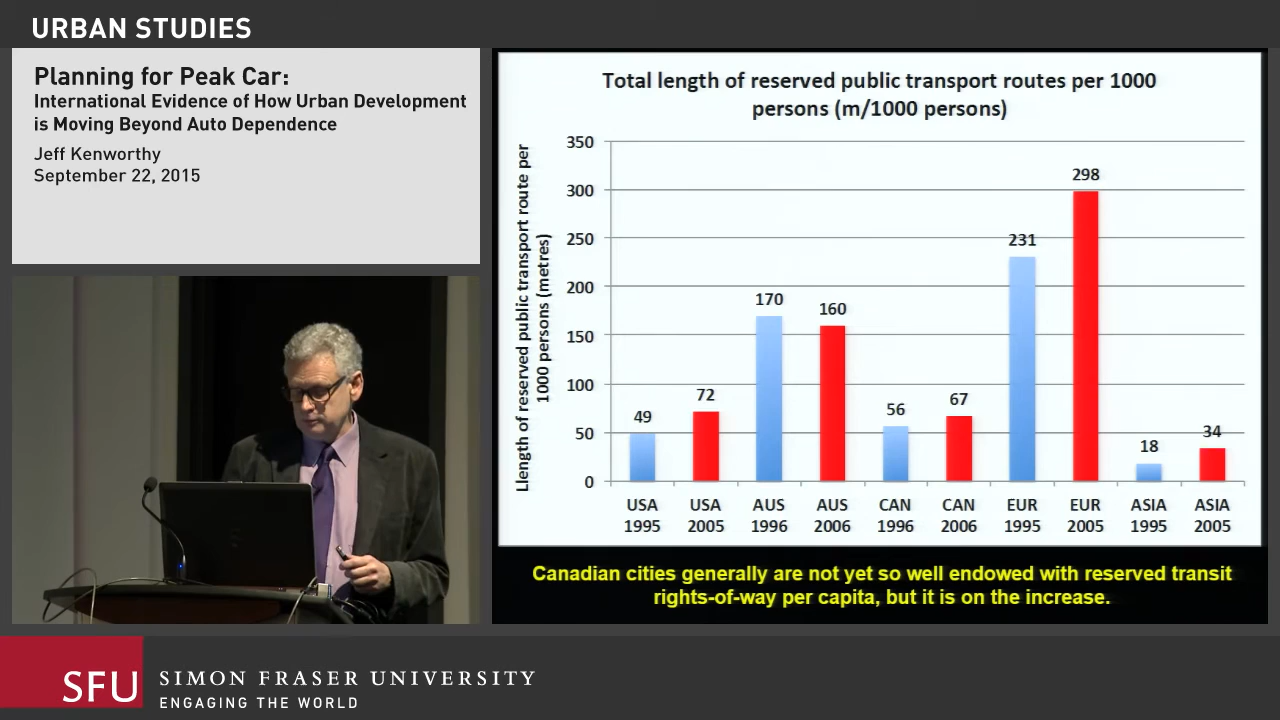 URBAN STUDIES
Planning for Peak Car:
International Evidence of How Urban Development
is Moving Beyond Auto Dependence
Jeff Kenworthy
September 22, 2015
Total length of reserved public transport routes per 1000
persons (m/1000 persons)
Llength of reserved public transport route per
1000 persons (metres)
350
300
250
200
150
100
50
0
49
72
170
160
56
67
231
298
18
34
USA
1995
USA
2005
AUS
1996
AUS
2006
CAN
1996
CAN
2006
EUR
1995
EUR
2005
ASIA
1995
ASIA
2005
Canadian cities generally are not yet so well endowed with reserved transit
rights-of-way per capita, but it is on the increase.
SFU
SIMON FRASER UNIVERSITY
ENGAGING THE WORLD